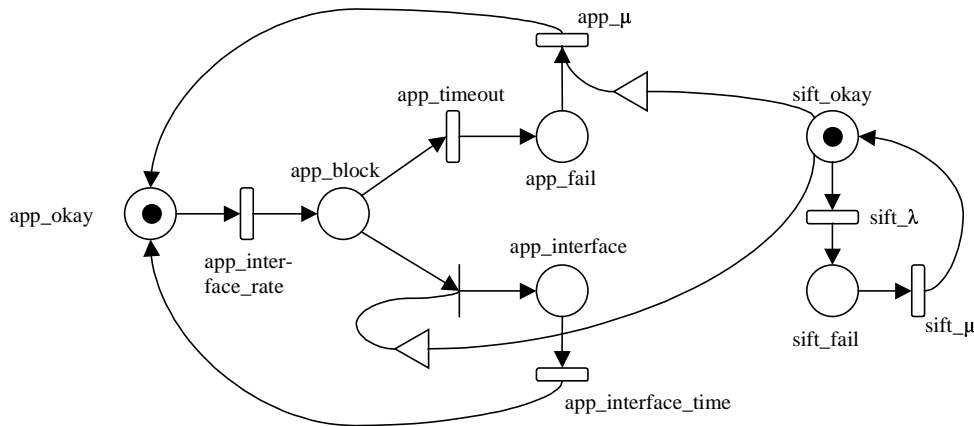 app_μ
app_timeout
sift_okay
app_block
app_fail
app_okay
sift_λ
app_interface
app_inter-
face_rate
sift_fail
sift_μ
app_interface_time